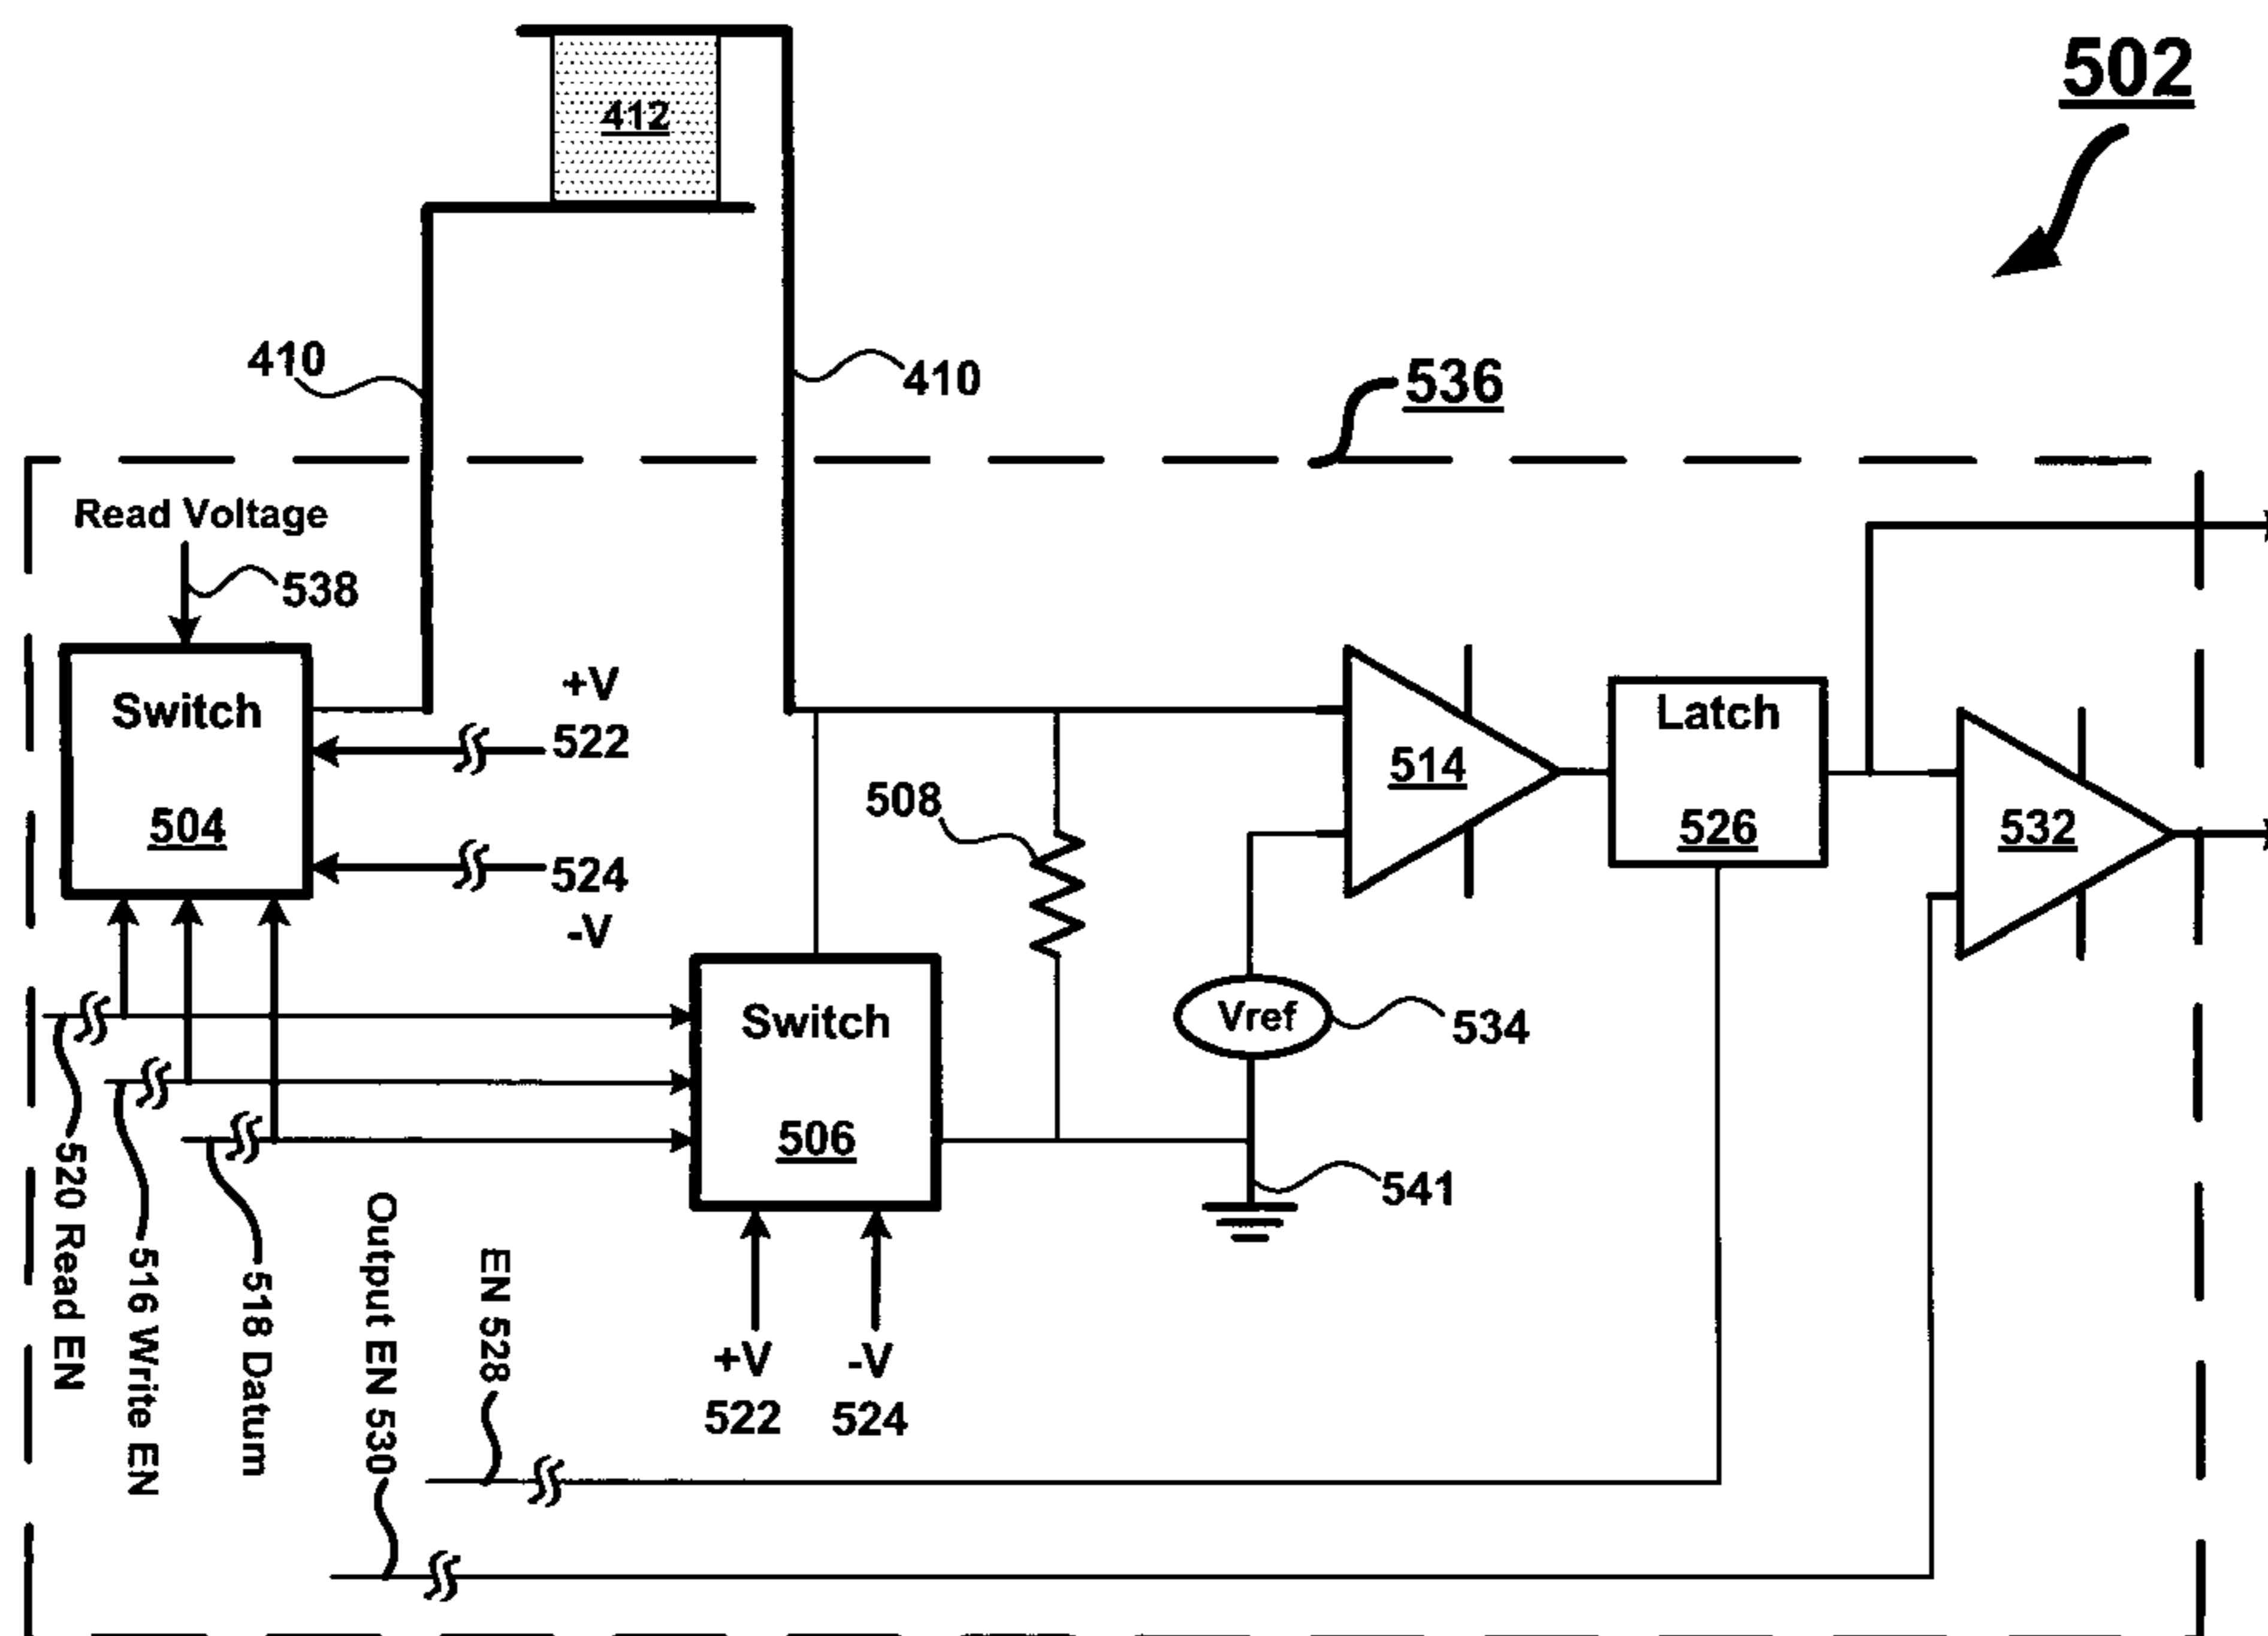 502
412
410
410
536
Read Voltage
538
Switch
504
+V
522
524
-V
508
514
Latch
526
532
Switch
506
Vref
534
541
+V
522
-V
524
520 Read EN
516 Write EN
518 Datum
Output EN 530
EN 528